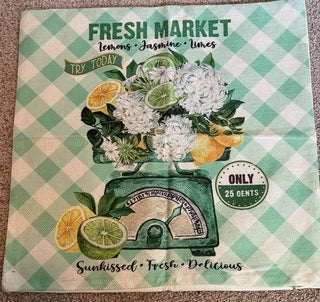 FRESH MARKET
Lemons • Jasmine • Limes
TRY TODAY
ONLY
25 CENTS
Sunkissed • Fresh • Delicious